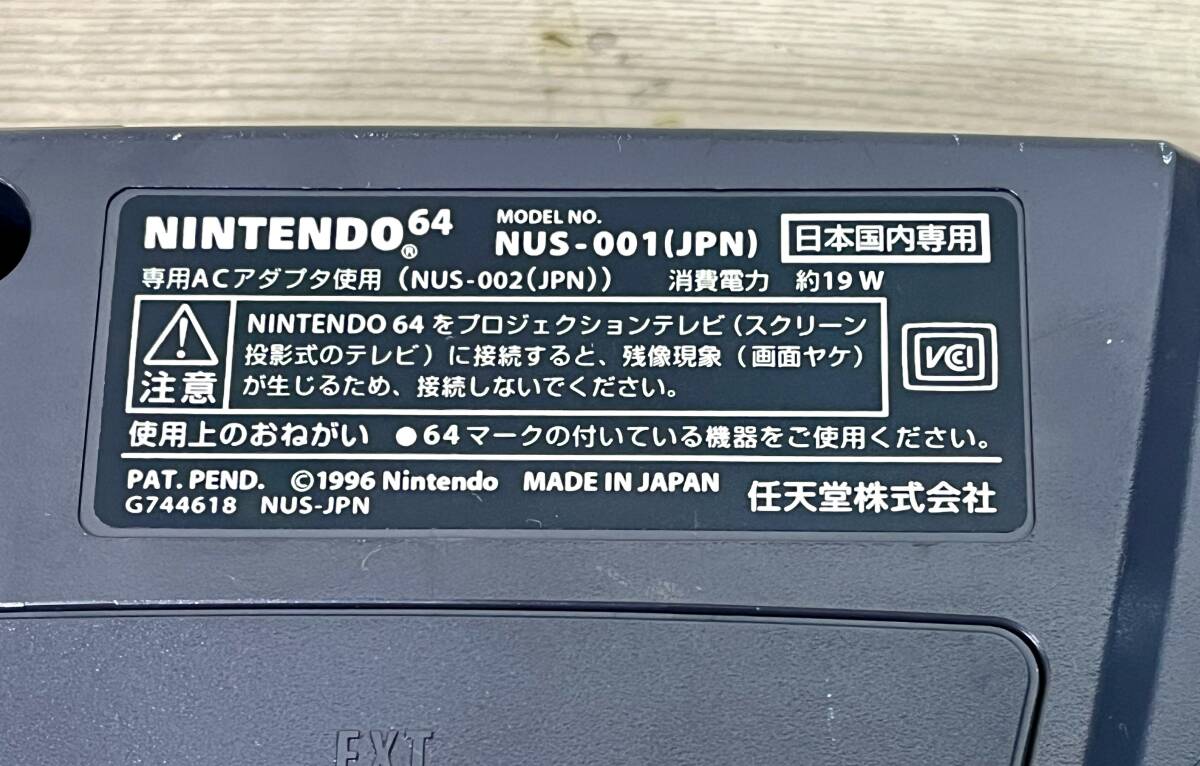 NINTENDO®64 MODEL NO. NUS-001(JPN) 日本国内専用
専用ACアダプタ使用（NUS-002(JPN)） 消費電力 約19W
注意
NINTENDO 64 をプロジェクションテレビ（スクリーン
投影式のテレビ）に接続すると、残像現象（画面ヤケ）
が生じるため、接続しないでください。
VCCI
使用上のおねがい ●64マークの付いている機器をご使用ください。
PAT. PEND. ©1996 Nintendo MADE IN JAPAN 任天堂株式会社
G744618 NUS-JPN
EXT